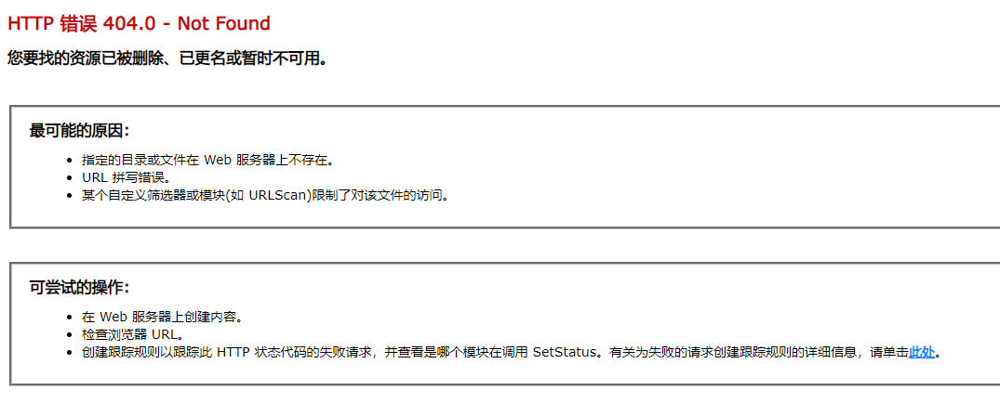 HTTP 错误 404.0 - Not Found
您要找的资源已被删除、已更名或暂时不可用。
最可能的原因：
指定的目录或文件在 Web 服务器上不存在。
URL 拼写错误。
某个自定义筛选器或模块(如 URLScan)限制了对该文件的访问。
可尝试的操作：
在 Web 服务器上创建内容。
检查浏览器 URL。
创建跟踪规则以跟踪此 HTTP 状态代码的失败请求，并查看是哪个模块在调用 SetStatus。有关为失败的请求创建跟踪规则的详细信息，请单击此处。